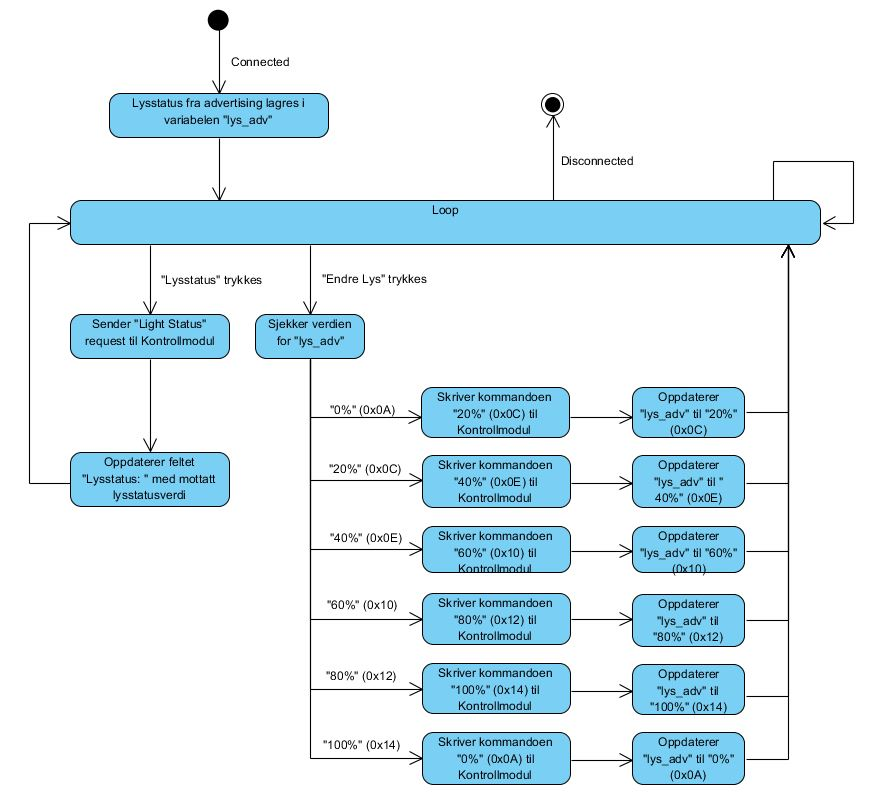 Connected
Lysstatus fra advertising lagres i
variabelen "lys_adv"
Disconnected
Loop
"Lysstatus" trykkes
"Endre Lys" trykkes
Sender "Light Status"
request til Kontrollmodul
Sjekker verdien
for "lys_adv"
Oppdaterer feltet
"Lysstatus: " med mottatt
lysstatusverdi
"0%" (0x0A)
Skriver kommandoen
"20%" (0x0C) til
Kontrollmodul
Oppdaterer
"lys_adv" til "20%"
(0x0C)
"20%" (0x0C)
Skriver kommandoen
"40%" (0x0E) til
Kontrollmodul
Oppdaterer
"lys_adv" til "
40%" (0x0E)
"40%" (0x0E)
Skriver kommandoen
"60%" (0x10) til
Kontrollmodul
Oppdaterer
"lys_adv" til "60%"
(0x10)
"60%" (0x10)
Skriver kommandoen
"80%" (0x12) til
Kontrollmodul
Oppdaterer
"lys_adv" til
"80%" (0x12)
"80%" (0x12)
Skriver kommandoen
"100%" (0x14) til
Kontrollmodul
Oppdaterer
"lys_adv" til
"100%" (0x14)
"100%" (0x14)
Skriver kommandoen
"0%" (0x0A) til
Kontrollmodul
Oppdaterer
"lys_adv" til "0%"
(0x0A)